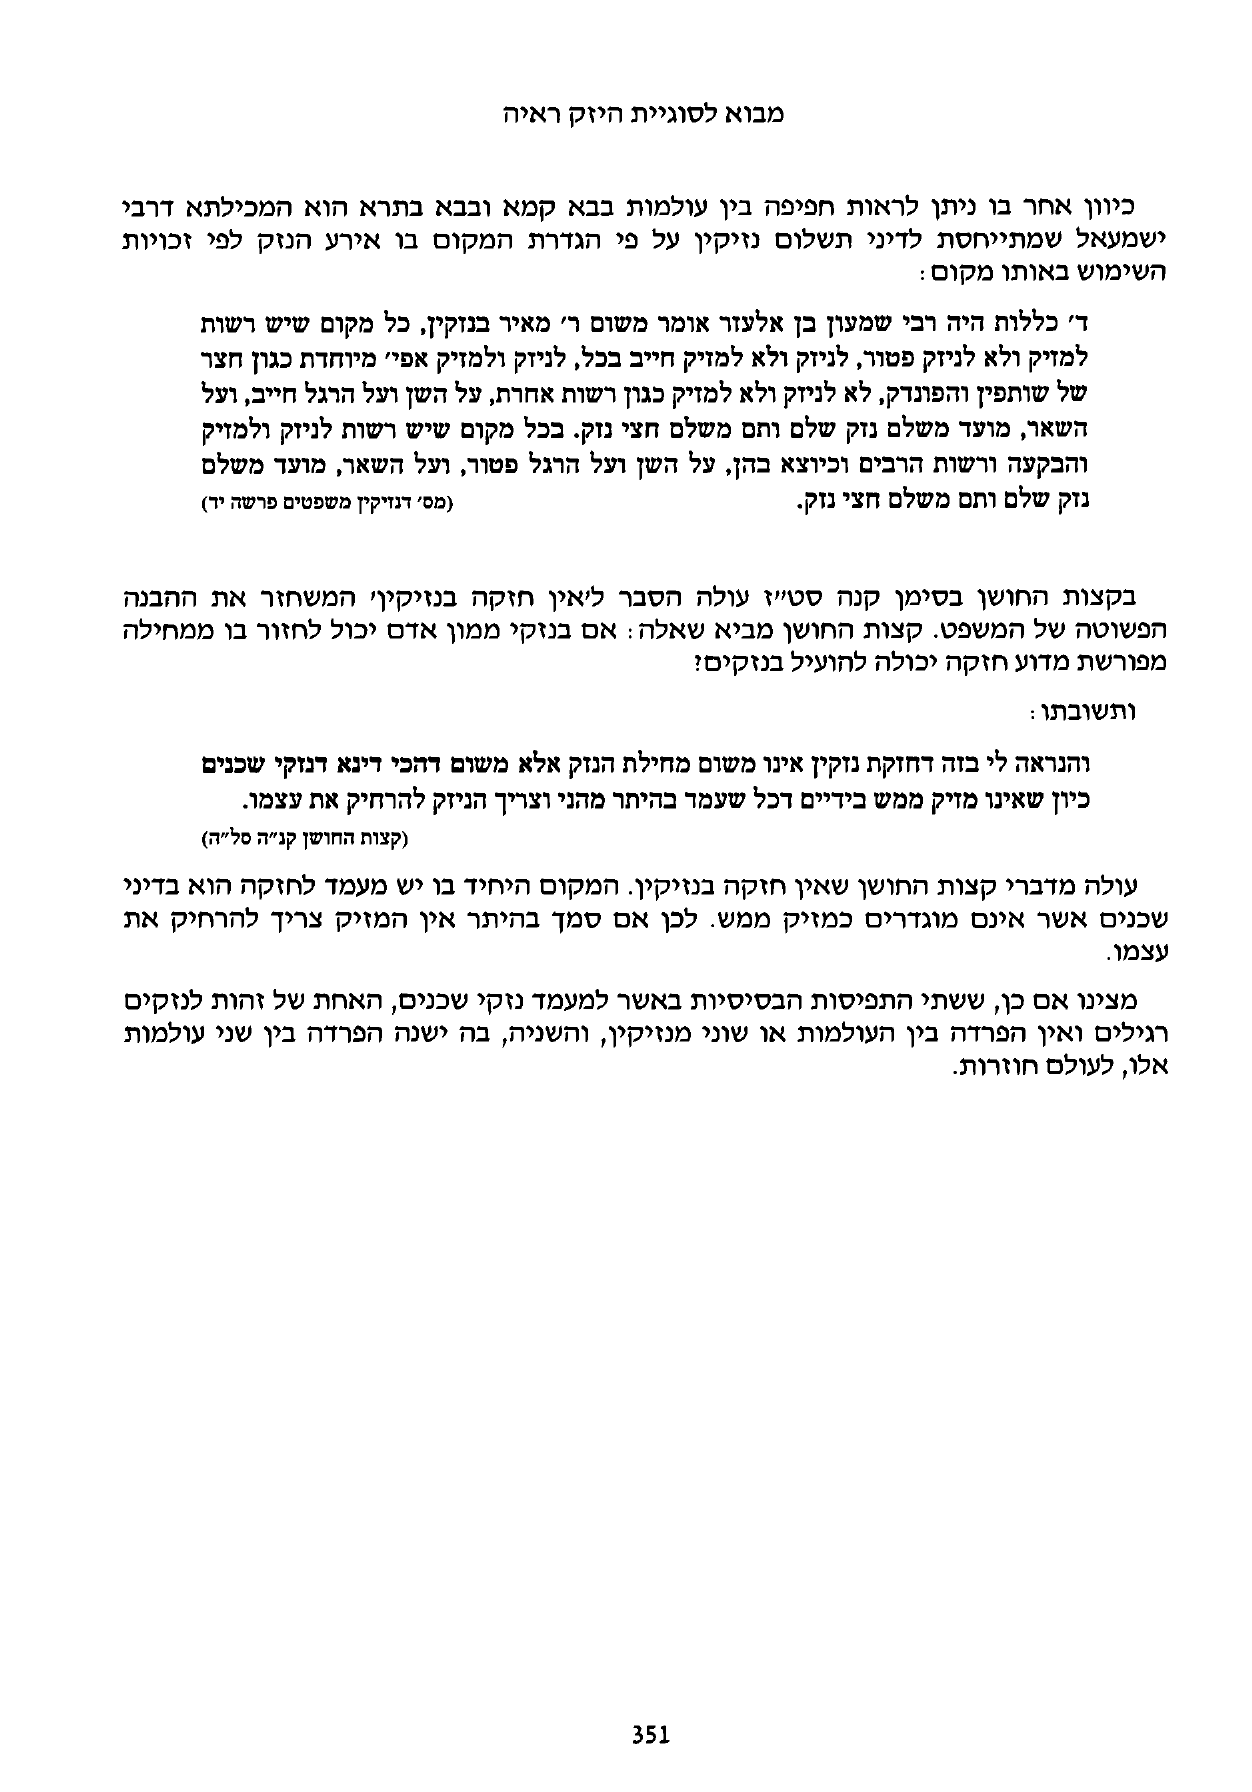 מבוא לסוגיית היזק ראיה
כיוון אחר בו ניתן לראות חפיפה בין עולמות בבא קמא ובבא בתרא הוא המכילתא דרבי
ישמעאל שמתייחסת לדיני תשלום נזיקין על פי הגדרת המקום בו אירע הנזק לפי זכויות
השימוש באותו מקום:
ד' כללות היה רבי שמעון בן אלעזר אומר משום ר' מאיר בנזקין, כל מקום שיש רשות
למזיק ולא לניזק פטור, לניזק ולא למזיק חייב בכל, לניזק ולמזיק אפי' מיוחדת כגון חצר
של שותפין והפונדק, לא לניזק ולא למזיק כגון רשות אחרת, על השן ועל הרגל חייב, ועל
השאר, מועד משלם נזק שלם ותם משלם חצי נזק. בכל מקום שיש רשות לניזק ולמזיק
והבקעה ורשות הרבים וכיוצא בהן, על השן ועל הרגל פטור, ועל השאר, מועד משלם
נזק שלם ותם משלם חצי נזק. (מס' דנזיקין משפטים פרשה יד)
בקצות החושן בסימן קנה סט״ז עולה הסבר ל'אין חזקה בנזיקין' המשחזר את ההבנה
הפשוטה של המשפט. קצות החושן מביא שאלה: אם בנזקי ממון אדם יכול לחזור בו ממחילה
מפורשת מדוע חזקה יכולה להועיל בנזקים?
ותשובתו:
והנראה לי בזה דחזקת נזקין אינו משום מחילת הנזק אלא משום דהכי דינא דנזקי שכנים
כיון שאינו מזיק ממש בידיים דכל שעמד בהיתר מהני וצריך הניזק להרחיק את עצמו.
(קצות החושן קנ״ה סל״ה)
עולה מדברי קצות החושן שאין חזקה בנזיקין. המקום היחיד בו יש מעמד לחזקה הוא בדיני
שכנים אשר אינם מוגדרים כמזיק ממש. לכן אם סמך בהיתר אין המזיק צריך להרחיק את
עצמו.
מצינו אם כן, ששתי התפיסות הבסיסיות באשר למעמד נזקי שכנים, האחת של זהות לנזקים
רגילים ואין הפרדה בין העולמות או שוני מנזיקין, והשניה, בה ישנה הפרדה בין שני עולמות
אלו, לעולם חוזרות.
351